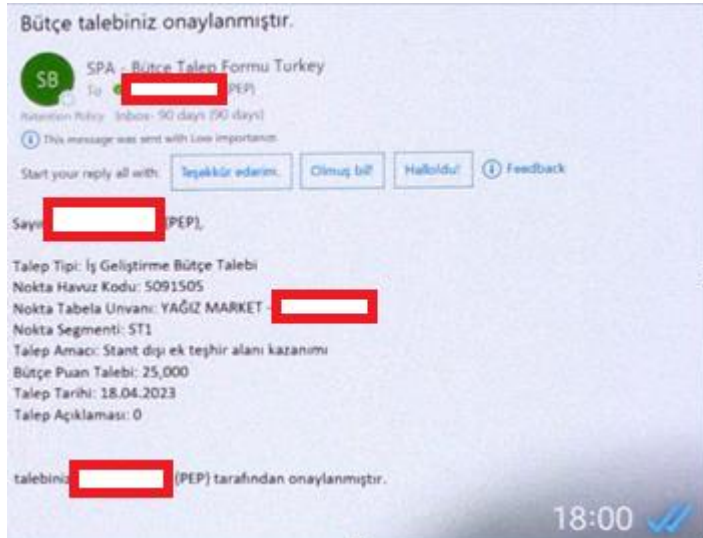 Bütçe talebiniz onaylanmıştır.
SB
SPA - Bütçe Talep Formu Turkey
To (PEP)
Retention Policy Inbox- 90 days (90 days)
This message was sent with Low importance.
Start your reply all with: Teşekkür ederim. Olmuş bil! Halloldu! Feedback
Sayın (PEP),
Talep Tipi: İş Geliştirme Bütçe Talebi
Nokta Havuz Kodu: 5091505
Nokta Tabela Unvanı: YAĞIZ MARKET -
Nokta Segmenti: ST1
Talep Amacı: Stant dışı ek teşhir alanı kazanımı
Bütçe Puan Talebi: 25,000
Talep Tarihi: 18.04.2023
Talep Açıklaması: 0
talebiniz (PEP) tarafından onaylanmıştır.
18:00